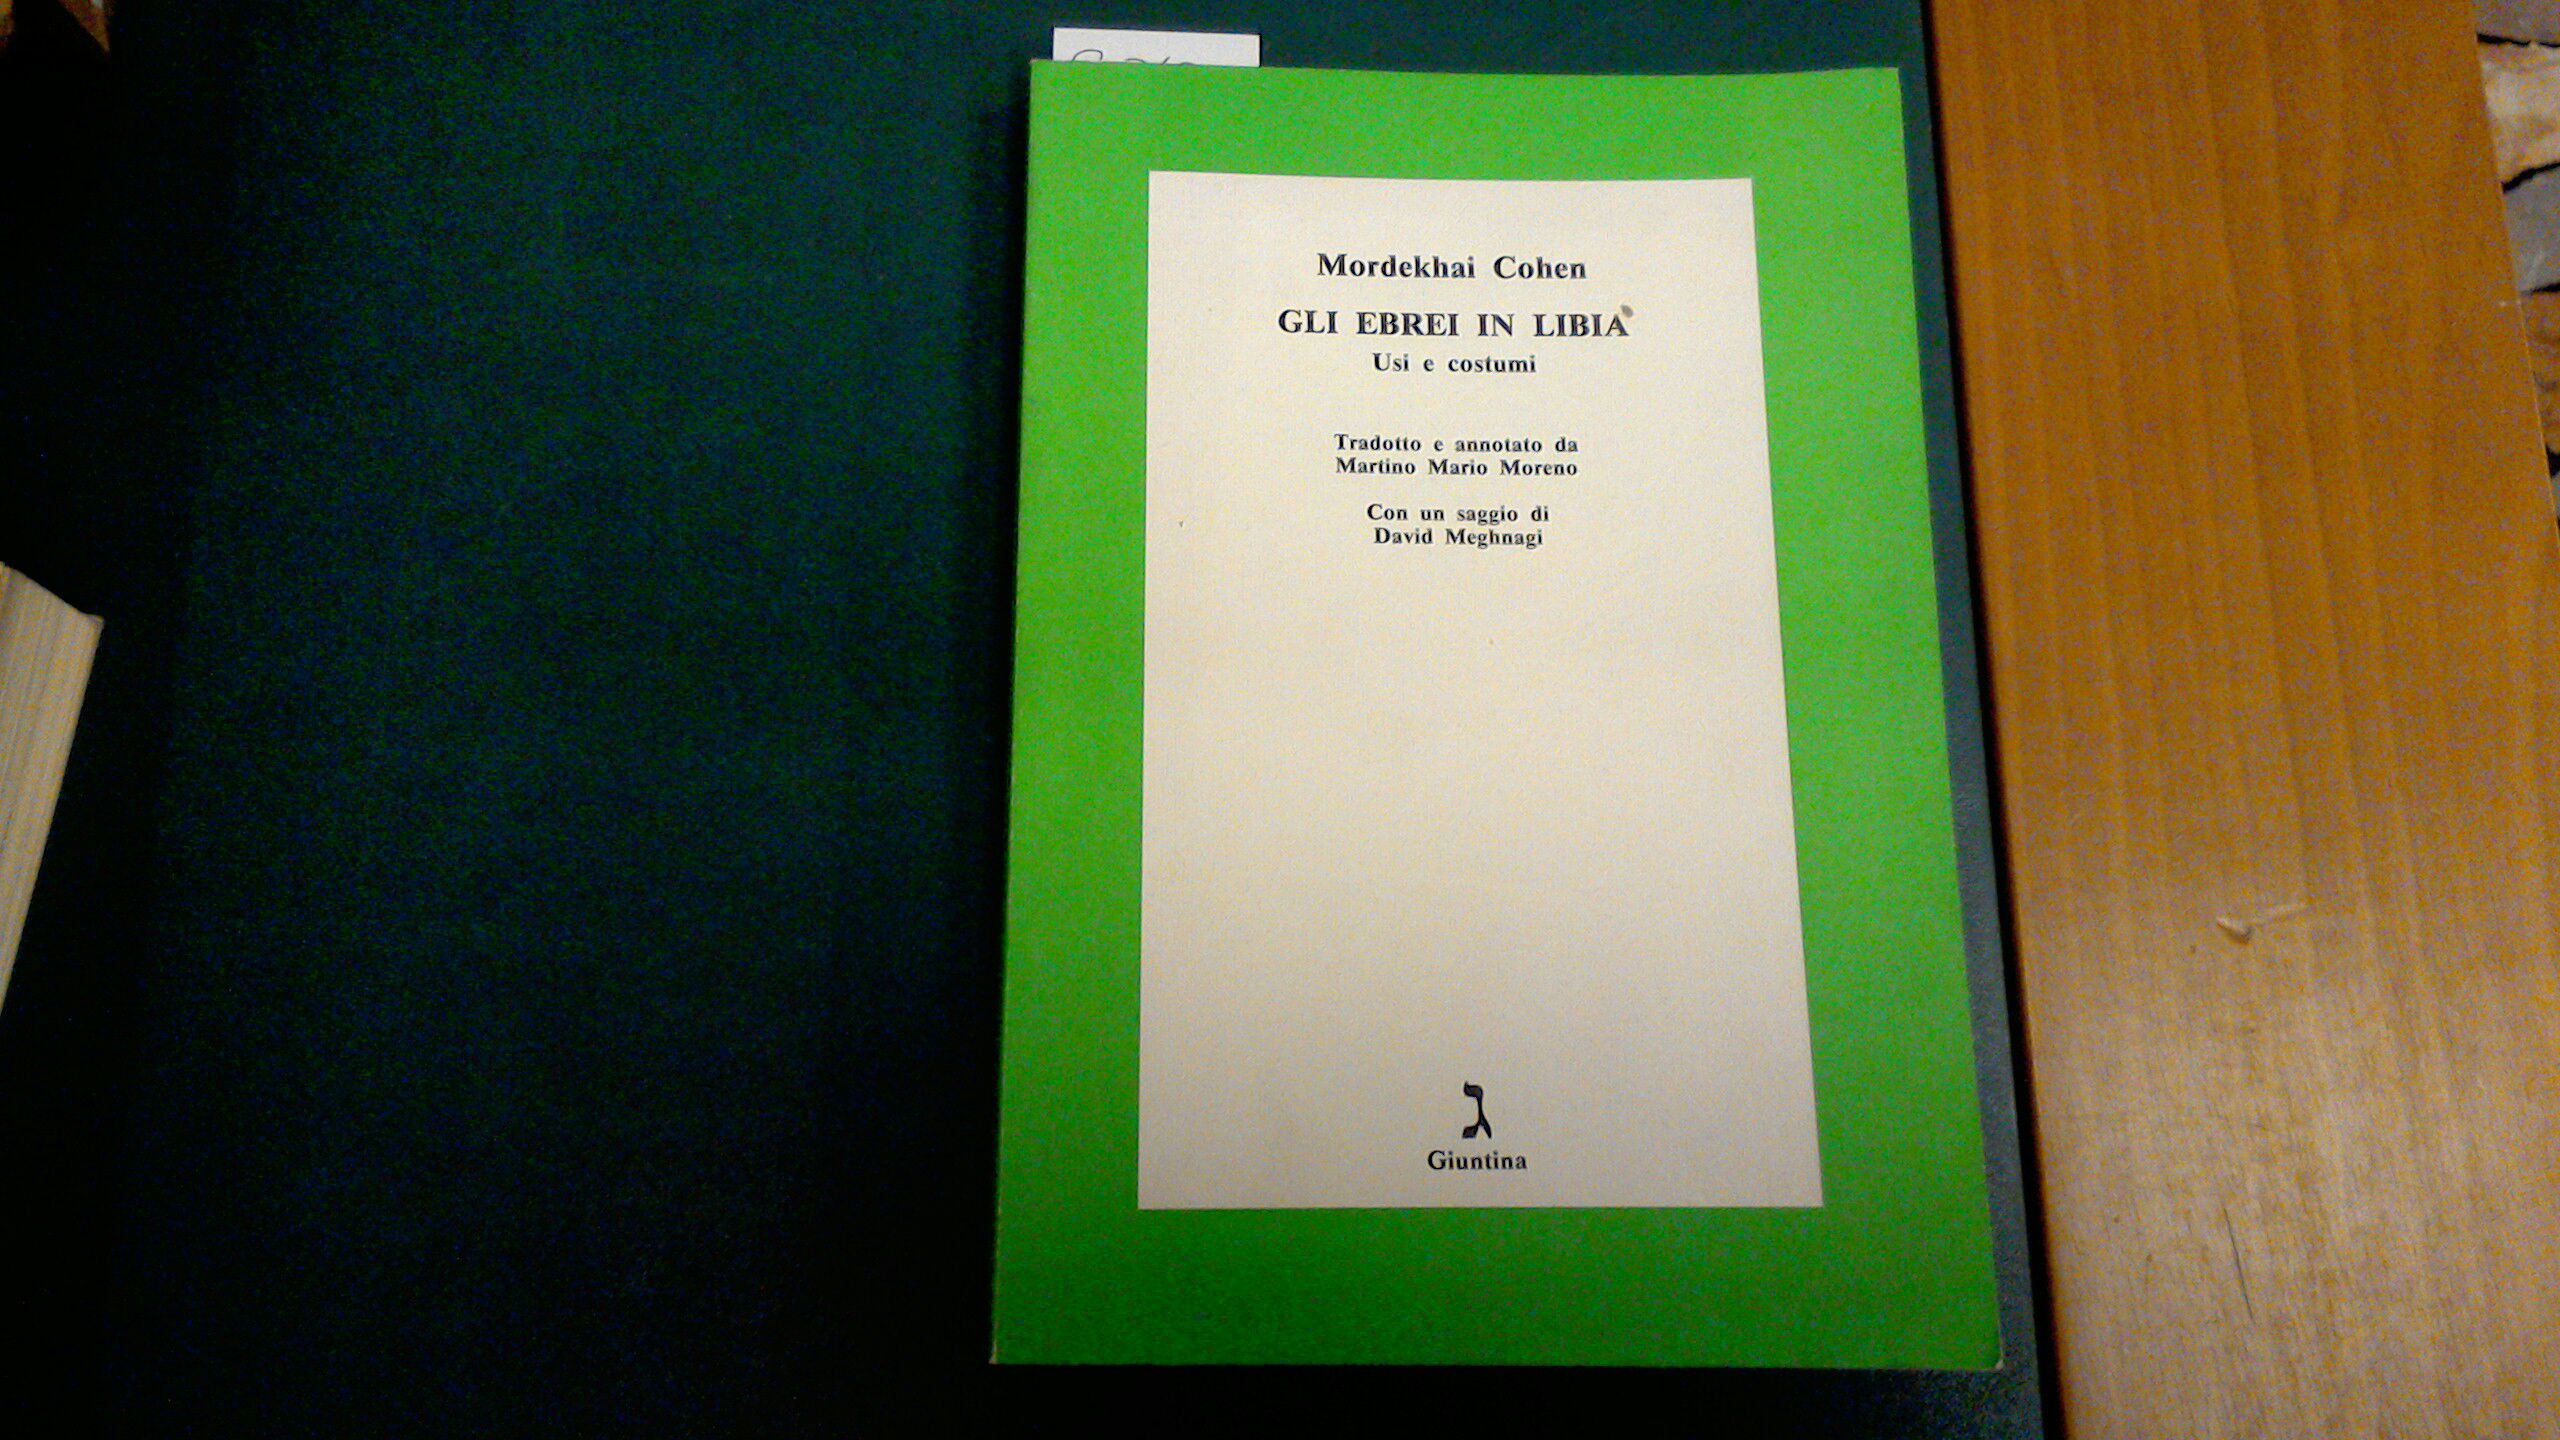 Mordekhai Cohen
GLI EBREI IN LIBIA
Usi e costumi
Tradotto e annotato da
Martino Mario Moreno
Con un saggio di
David Meghnagi
ג
Giuntina